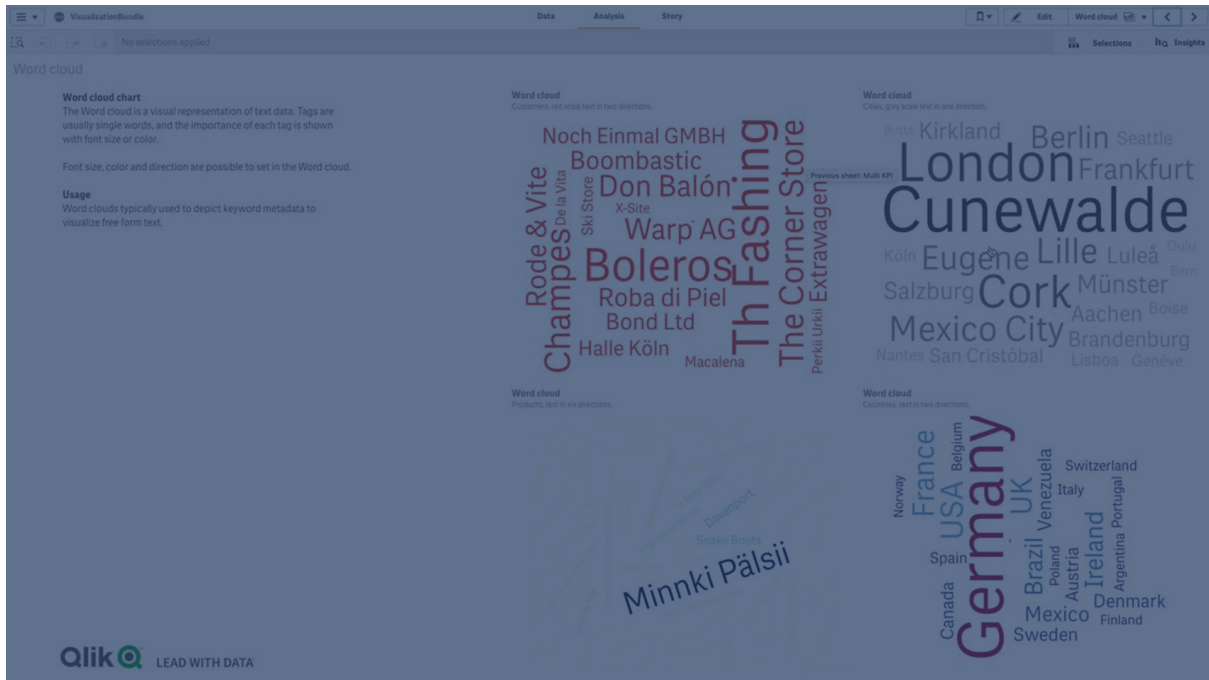 VisualizationBundle
Data
Analysis
Story
Edit
Word cloud
No selections applied
Selections
Insights
Word cloud
Word cloud chart
The Word cloud is a visual representation of text data. Tags are
usually single words, and the importance of each tag is shown
with font size or color.
Font size, color and direction are possible to set in the Word cloud.
Usage
Word clouds typically used to depict keyword metadata to
visualize free form text.
Word cloud
Customers, old scale text in two directions.
Noch Einmal GMBH
Boombastic
Rode & Vite
De la Vita
Ski Store
Don Balón
X-Site
Warp AG
Champes
Boleros
Roba di Piel
Bond Ltd
Halle Köln
Macalena
Th Fashing
The Corner Store
Extrawagen
Perkii Urkii
Word cloud
Cities, grey scale text in one direction.
Butte
Kirkland
Berlin
Seattle
London
Frankfurt
Previous sheet: Multi KPI
Cunewalde
Köln
Eugene
Lille
Luleå
Oulu
Bern
Salzburg
Cork
Münster
Aachen
Boise
Mexico City
Brandenburg
Nantes
San Cristóbal
Lisboa
Genève
Word cloud
Products, text in six directions.
Davenport
Smoke Boots
Minnki Pälsii
Word cloud
Countries, text in two directions.
Norway
France
Belgium
USA
Germany
UK
Venezuela
Switzerland
Italy
Portugal
Spain
Brazil
Poland
Austria
Ireland
Argentina
Canada
Mexico
Denmark
Finland
Sweden
Qlik
LEAD WITH DATA